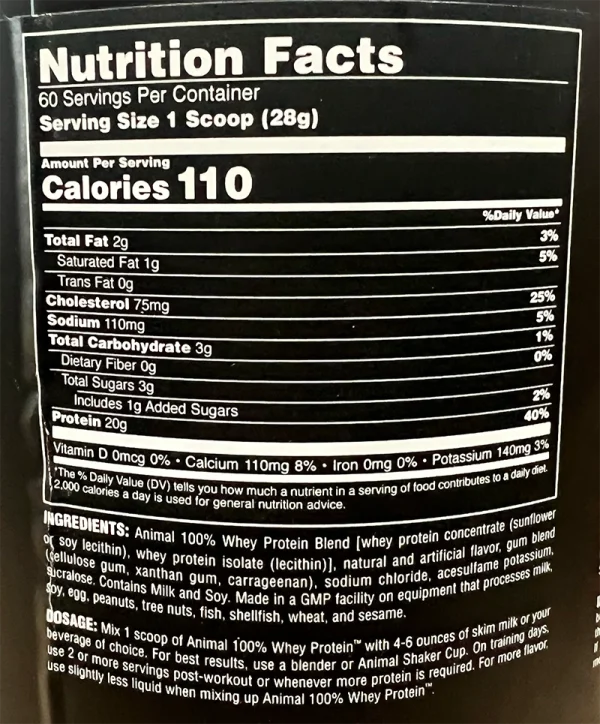 Nutrition Facts
60 Servings Per Container
Serving Size 1 Scoop (28g)
Amount Per Serving
Calories 110
%Daily Value*
Total Fat 2g 3%
Saturated Fat 1g 5%
Trans Fat 0g
Cholesterol 75mg 25%
Sodium 110mg 5%
Total Carbohydrate 3g 1%
Dietary Fiber 0g 0%
Total Sugars 3g
Includes 1g Added Sugars 2%
Protein 20g 40%
Vitamin D 0mcg 0% • Calcium 110mg 8% • Iron 0mg 0% • Potassium 140mg 3%
*The % Daily Value (DV) tells you how much a nutrient in a serving of food contributes to a daily diet.
2,000 calories a day is used for general nutrition advice.
INGREDIENTS: Animal 100% Whey Protein Blend [whey protein concentrate (sunflower
or soy lecithin), whey protein isolate (lecithin)], natural and artificial flavor, gum blend
(cellulose gum, xanthan gum, carrageenan), sodium chloride, acesulfame potassium,
sucralose. Contains Milk and Soy. Made in a GMP facility on equipment that processes milk,
soy, egg, peanuts, tree nuts, fish, shellfish, wheat, and sesame.
DOSAGE: Mix 1 scoop of Animal 100% Whey Protein™ with 4-6 ounces of skim milk or your
beverage of choice. For best results, use a blender or Animal Shaker Cup. On training days,
use 2 or more servings post-workout or whenever more protein is required. For more flavor,
use slightly less liquid when mixing up Animal 100% Whey Protein™.